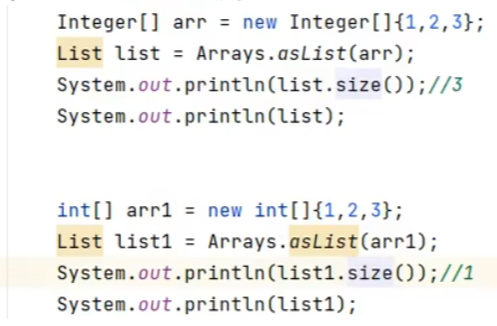 Integer[] arr = new Integer[]{1,2,3};
List list = Arrays.asList(arr);
System.out.println(list.size());//3
System.out.println(list);
int[] arr1 = new int[]{1,2,3};
List list1 = Arrays.asList(arr1);
System.out.println(list1.size());//1
System.out.println(list1);